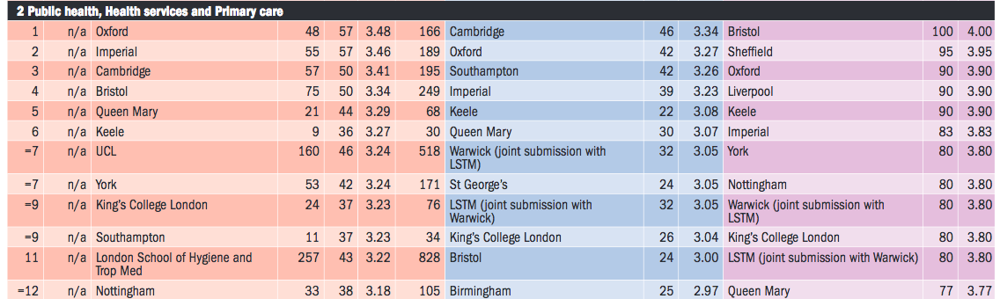 2 Public health, Health services and Primary care
1 n/a Oxford 48 57 3.48 166 Cambridge 46 3.34 Bristol 100 4.00
2 n/a Imperial 55 57 3.46 189 Oxford 42 3.27 Sheffield 95 3.95
3 n/a Cambridge 57 50 3.41 195 Southampton 42 3.26 Oxford 90 3.90
4 n/a Bristol 75 50 3.34 249 Imperial 39 3.23 Liverpool 90 3.90
5 n/a Queen Mary 21 44 3.29 68 Keele 22 3.08 Keele 90 3.90
6 n/a Keele 9 36 3.27 30 Queen Mary 30 3.07 Imperial 83 3.83
=7 n/a UCL 160 46 3.24 518 Warwick (joint submission with 32 3.05 York 80 3.80
LSTM)
=7 n/a York 53 42 3.24 171 St George's 24 3.05 Nottingham 80 3.80
=9 n/a King's College London 24 37 3.23 76 LSTM (joint submission with 32 3.05 Warwick (joint submission with 80 3.80
Warwick) LSTM)
=9 n/a Southampton 11 37 3.23 34 King's College London 26 3.04 King's College London 80 3.80
11 n/a London School of Hygiene and 257 43 3.22 828 Bristol 24 3.00 LSTM (joint submission with Warwick) 80 3.80
Trop Med
=12 n/a Nottingham 33 38 3.18 105 Birmingham 25 2.97 Queen Mary 77 3.77